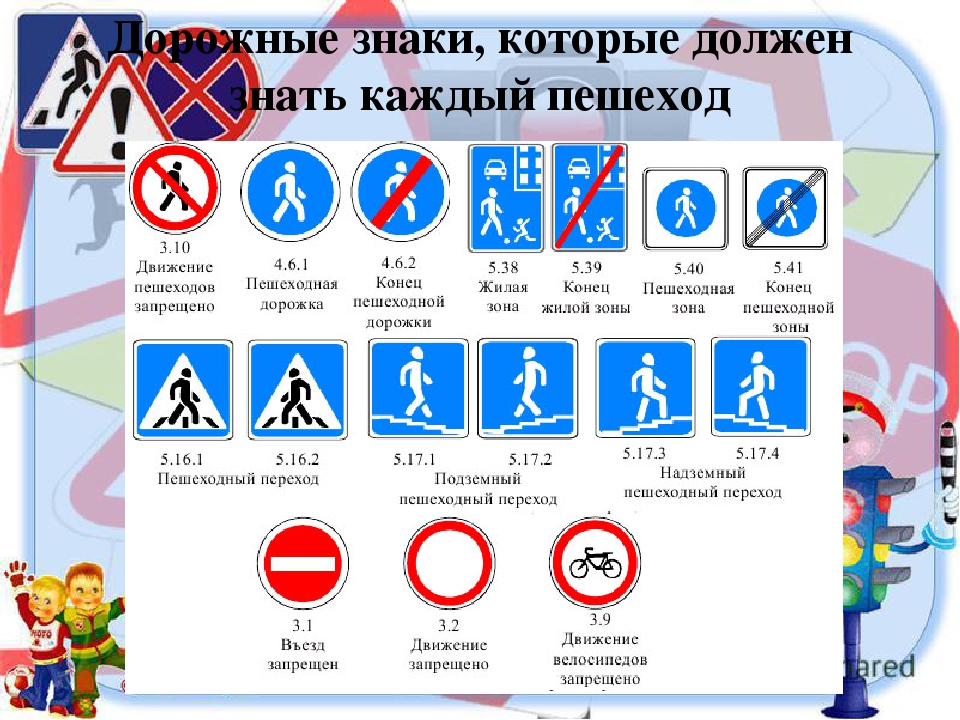 Дорожные знаки, которые должен
знать каждый пешеход
3.10
Движение
пешеходов
запрещено
4.6.1
Пешеходная
дорожка
4.6.2
Конец
пешеходной
дорожки
5.38
Жилая
зона
5.39
Конец
жилой зоны
5.40
Пешеходная
зона
5.41
Конец
пешеходной
зоны
5.16.1 5.16.2
Пешеходный переход
5.17.1 5.17.2
Подземный
пешеходный переход
5.17.3 5.17.4
Надземный
пешеходный переход
3.1
Въезд
запрещен
3.2
Движение
запрещено
3.9
Движение
велосипедов
запрещено